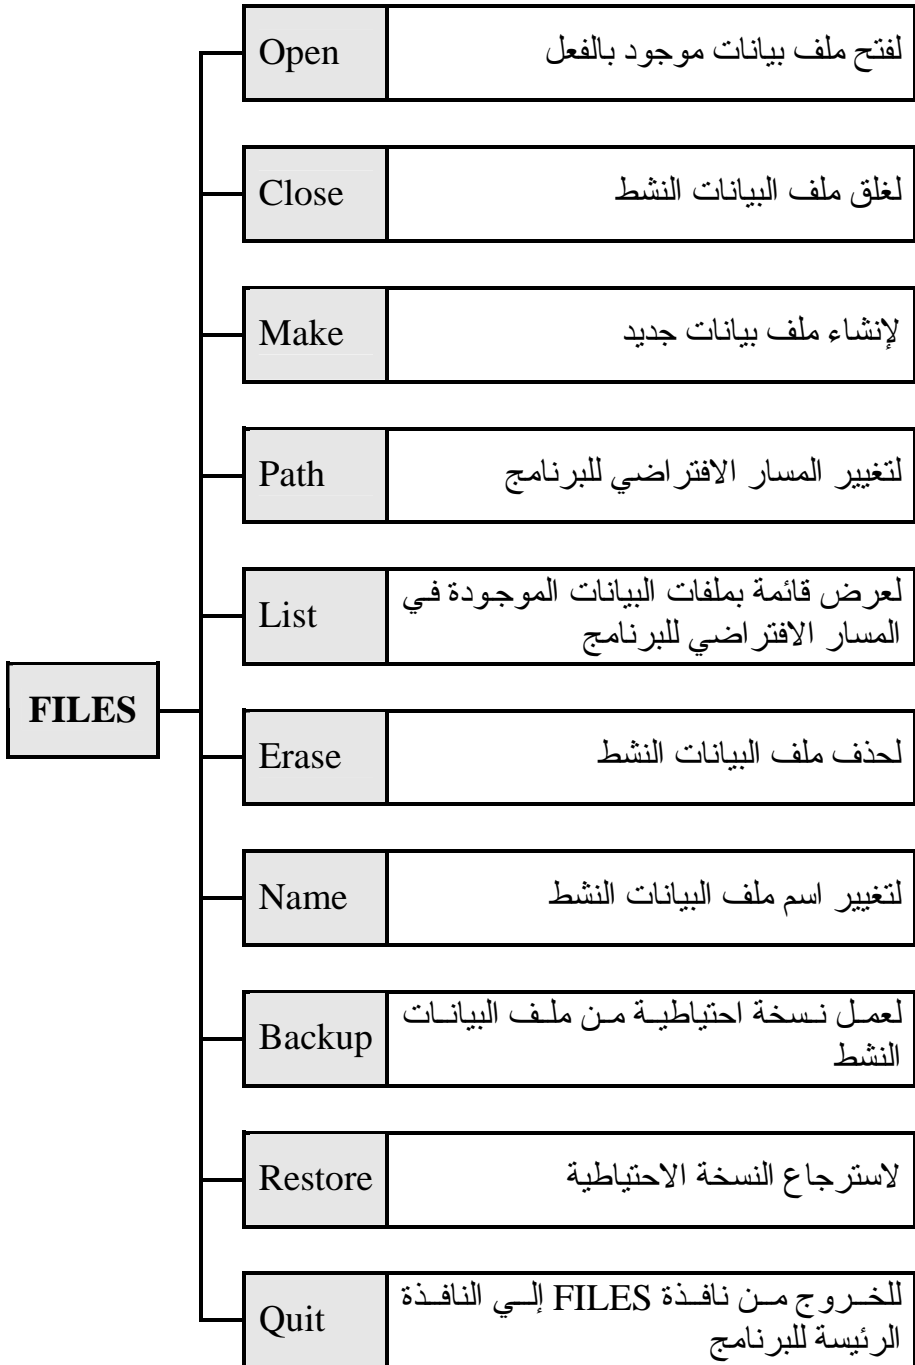 Open
لفتح ملف بيانات موجود بالفعل
Close
لغلق ملف البيانات النشط
Make
لإنشاء ملف بيانات جديد
Path
لتغيير المسار الافتراضي للبرنامج
List
لعرض قائمة بملفات البيانات الموجودة في
المسار الافتراضي للبرنامج
FILES
Erase
لحذف ملف البيانات النشط
Name
لتغيير اسم ملف البيانات النشط
Backup
لعمل نسخة احتياطية من ملف البيانات
النشط
Restore
لاسترجاع النسخة الاحتياطية
Quit
للخروج من نافذة FILES إلي النافذة
الرئيسة للبرنامج